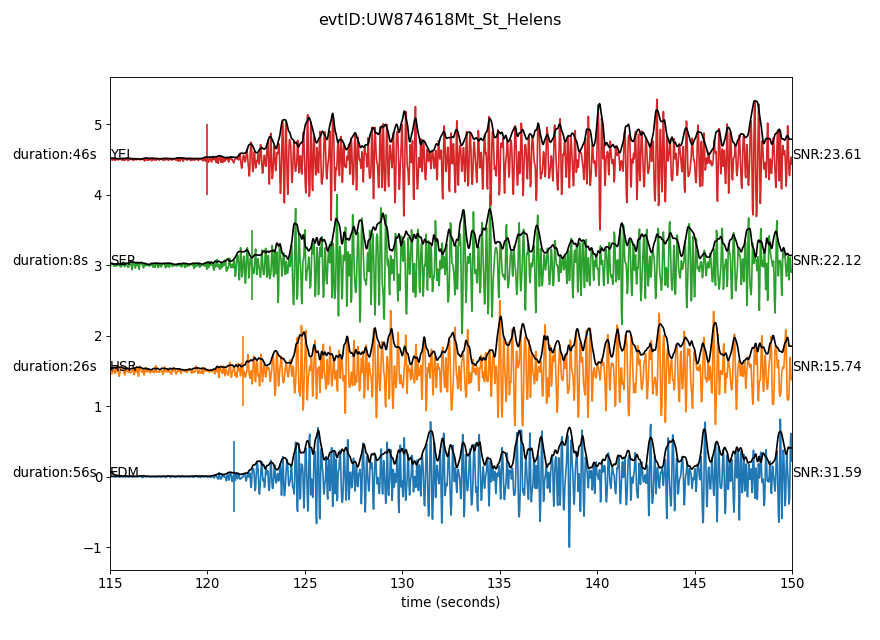 evtID:UW874618Mt_St_Helens
5
duration:46s YEL SNR:23.61
4
duration:8s 3 SEP SNR:22.12
2
duration:26s HSR SNR:15.74
1
duration:56s 0 EDM SNR:31.59
−1
115 120 125 130 135 140 145 150
time (seconds)